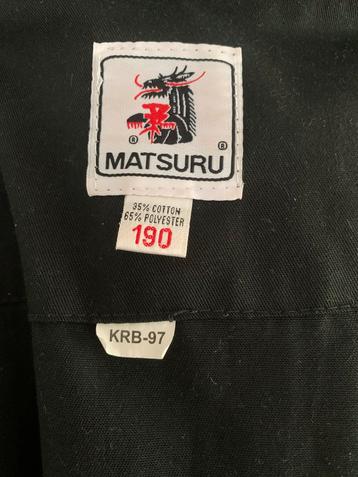 ® ®
MATSURU
35% COTTON
65% POLYESTER
190
KRB-97